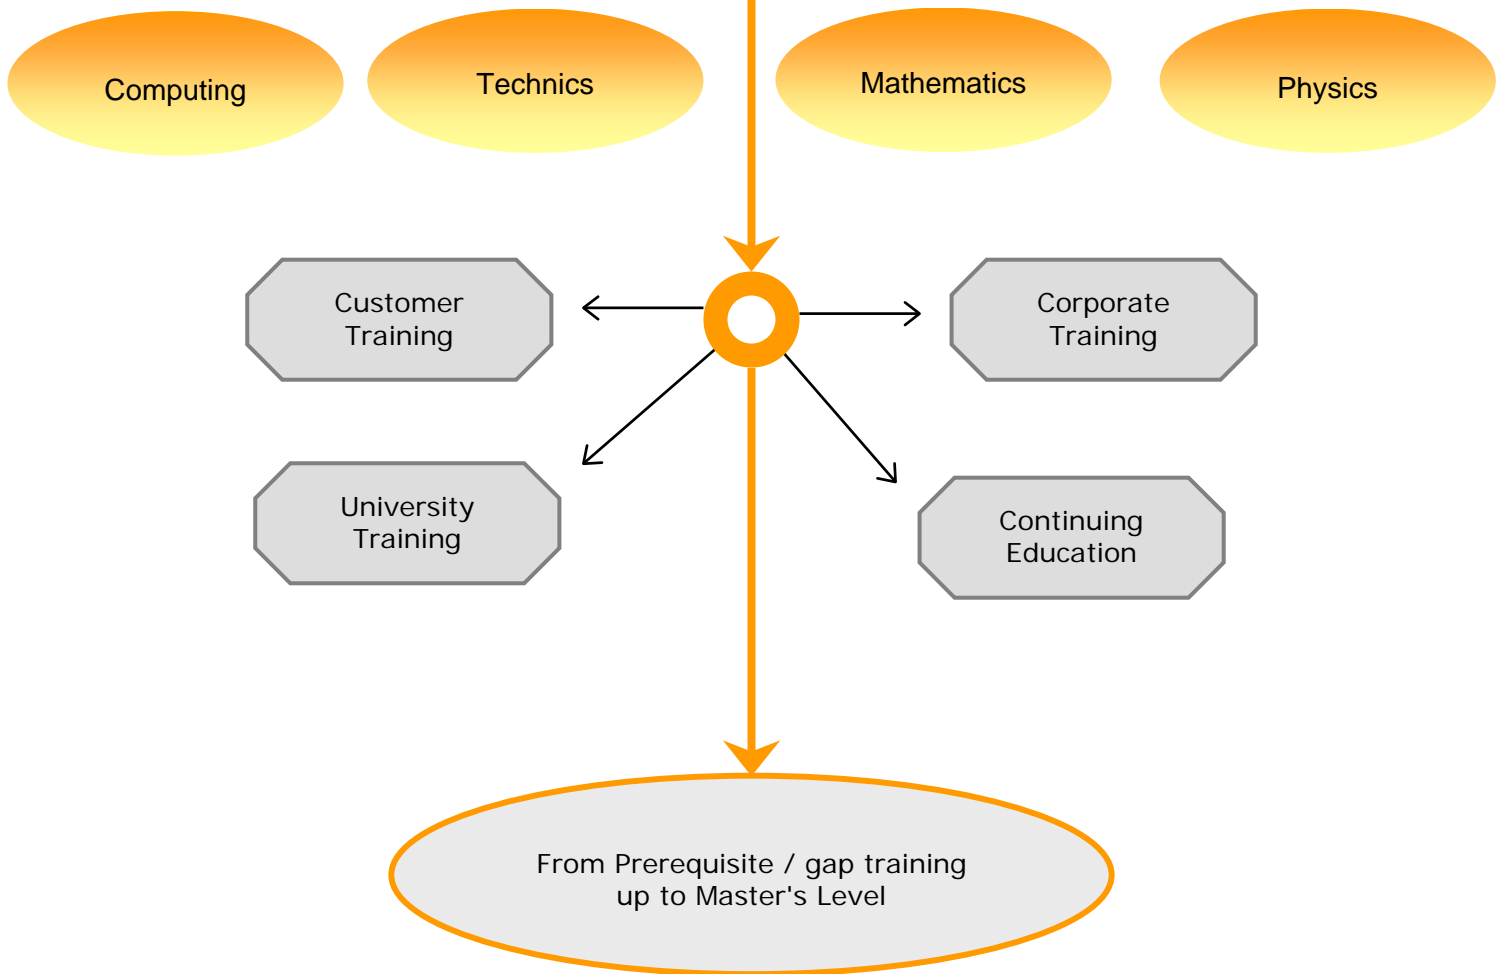 Computing
Technics
Mathematics
Physics
Customer
Training
Corporate
Training
University
Training
Continuing
Education
From Prerequisite / gap training
up to Master's Level